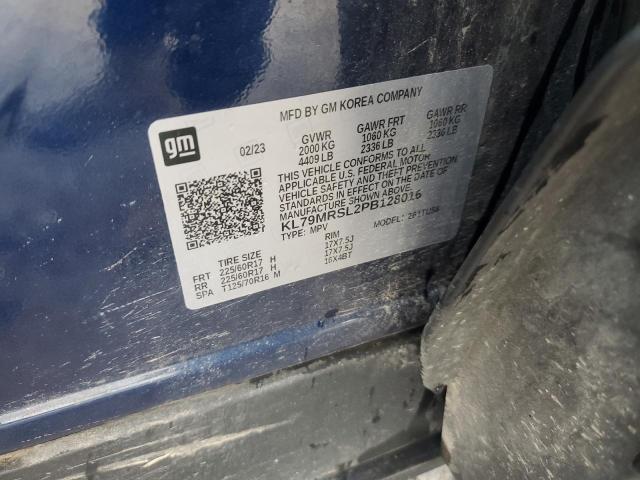 MFD BY GM KOREA COMPANY
gm
02/23
GVWR GAWR FRT GAWR RR
2000 KG 1060 KG 1060 KG
4409 LB 2336 LB 2336 LB
THIS VEHICLE CONFORMS TO ALL
APPLICABLE U.S. FEDERAL MOTOR
VEHICLE SAFETY AND THEFT PREVENTION
STANDARDS IN EFFECT ON THE DATE OF
MANUFACTURE SHOWN ABOVE.
KL79MRSL2PB128016
TYPE: MPV MODEL:
TIRE SIZE RIM
FRT 225/60R17 H 17X7.5J
RR 225/60R17 H 17X7.5J
SPA T125/70R16 M 16X4BT